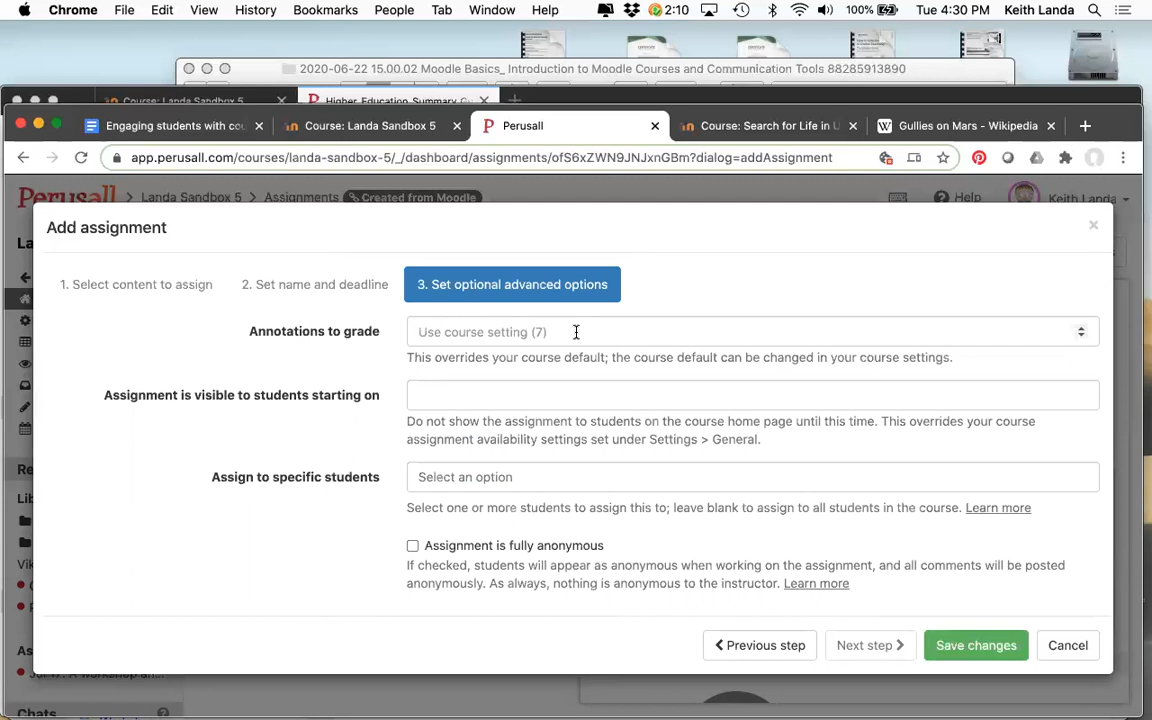 Chrome File Edit View History Bookmarks People Tab Window Help 2:10 100% Tue 4:30 PM Keith Landa
2020-06-22 15.00.02 Moodle Basics_ Introduction to Moodle Courses and Communication Tools 88285913890
Course: Landa Sandbox 5 Higher Education Summary
Engaging students with co Course: Landa Sandbox 5 Perusall Course: Search for Life in U Gullies on Mars - Wikipedia
app.perusall.com/courses/landa-sandbox-5/_/dashboard/assignments/ofS6xZWN9JNJxnGBm?dialog=addAssignment
Perusall Landa Sandbox 5 Assignments Created from Moodle Help Keith Landa
Add assignment
1. Select content to assign 2. Set name and deadline 3. Set optional advanced options
Annotations to grade Use course setting (7)
This overrides your course default; the course default can be changed in your course settings.
Assignment is visible to students starting on
Do not show the assignment to students on the course home page until this time. This overrides your course
assignment availability settings set under Settings > General.
Assign to specific students Select an option
Select one or more students to assign this to; leave blank to assign to all students in the course. Learn more
Assignment is fully anonymous
If checked, students will appear as anonymous when working on the assignment, and all comments will be posted
anonymously. As always, nothing is anonymous to the instructor. Learn more
Previous step Next step Save changes Cancel
Chats